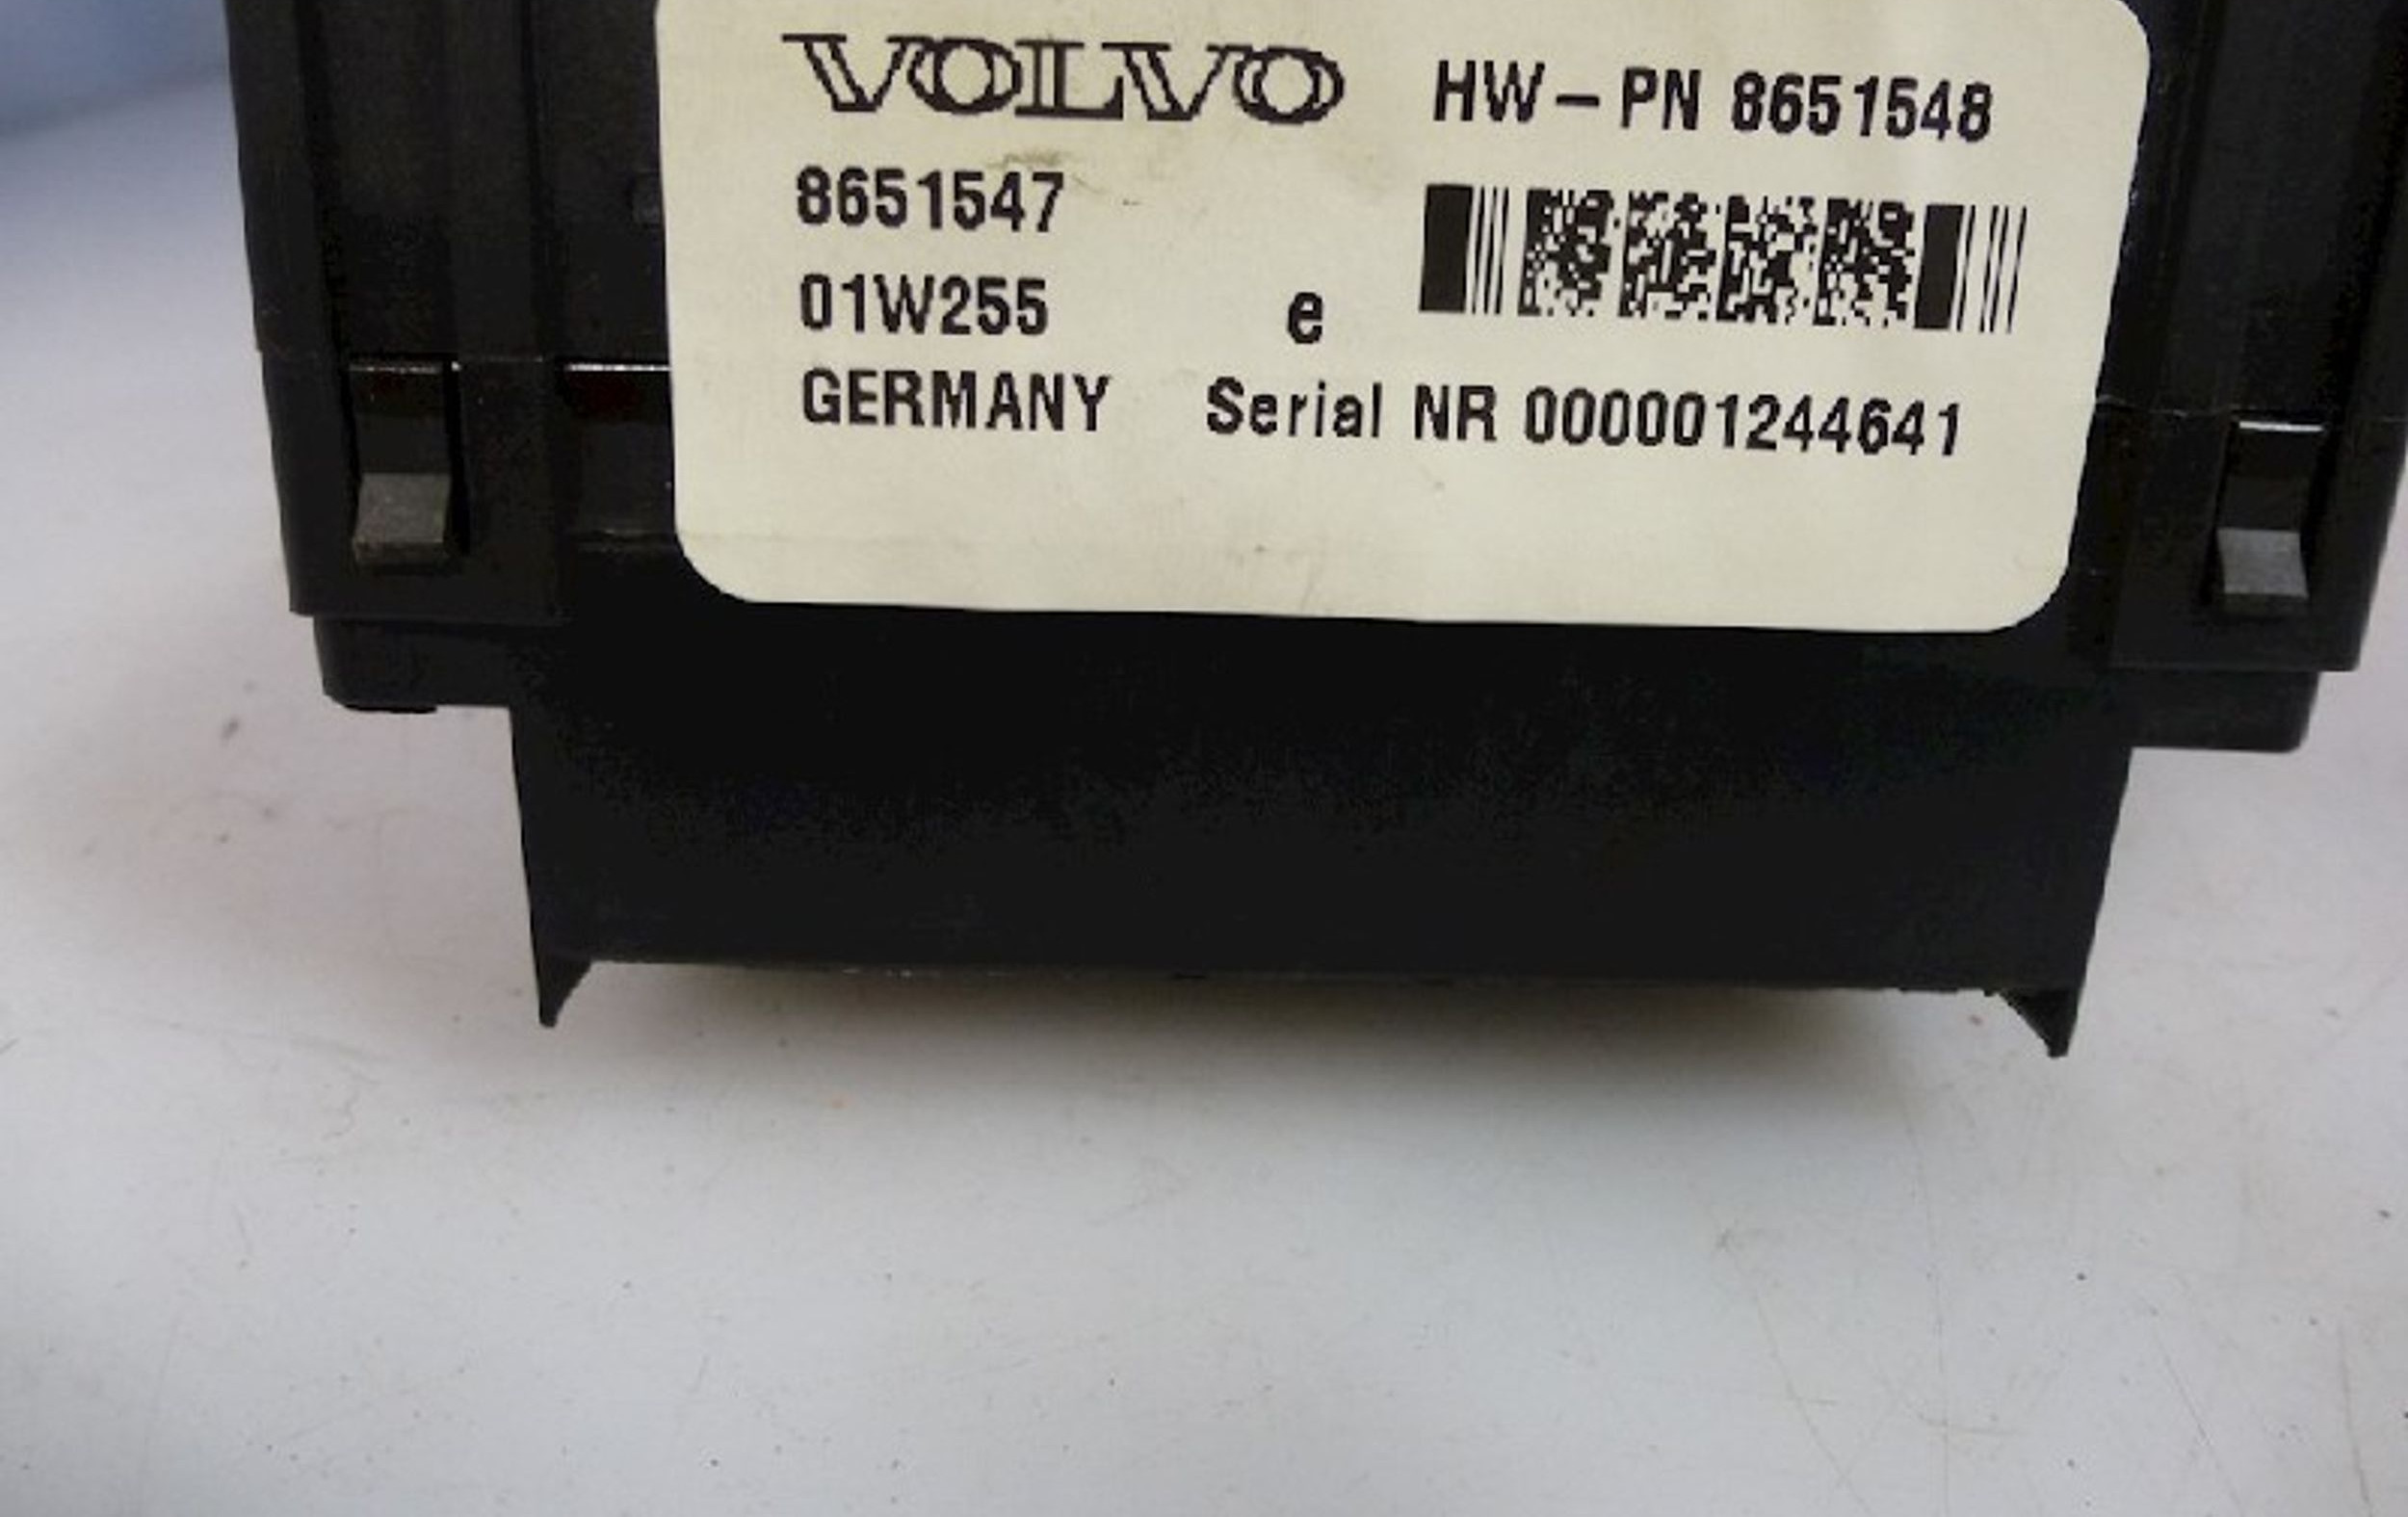 VOLVO HW-PN 8651548
8651547
01W255 e
GERMANY Serial NR 000001244641